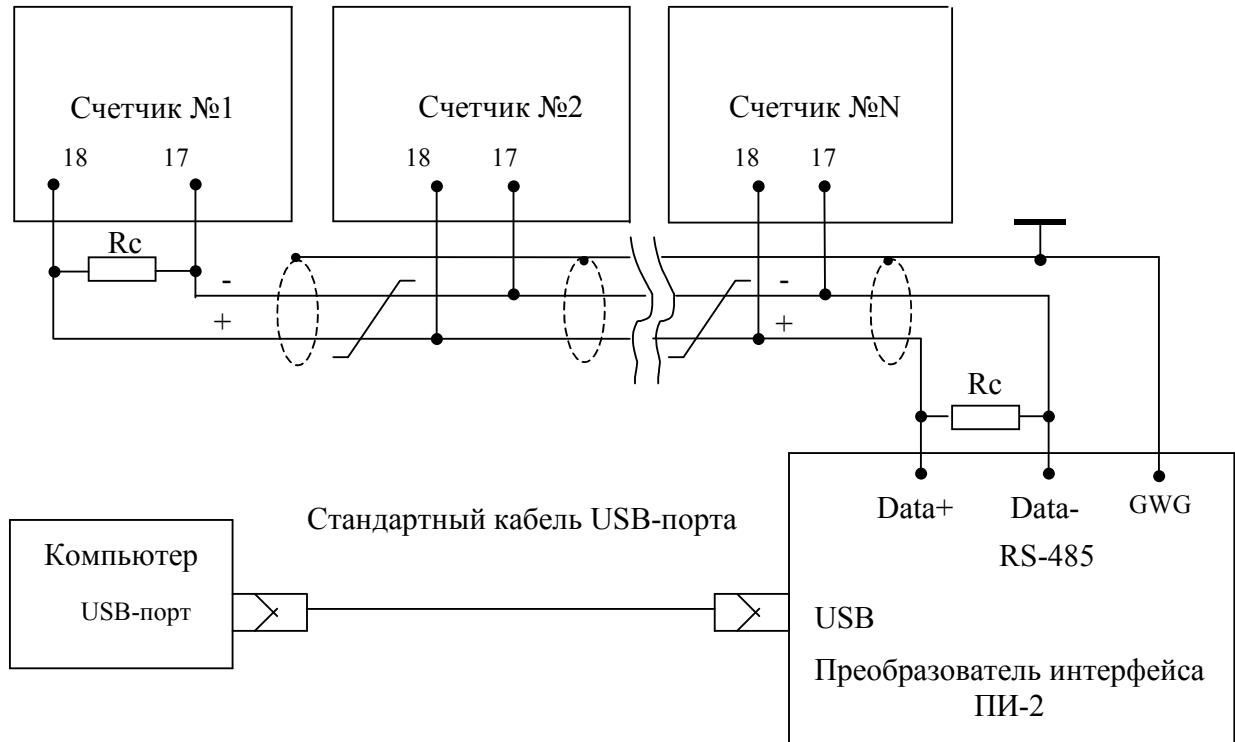 Счетчик №1
Счетчик №2
Счетчик №N
18
17
18
17
18
17
Rc
-
+
-
+
Rc
Data+
Data-
GWG
RS-485
Стандартный кабель USB-порта
Компьютер
USB-порт
USB
Преобразователь интерфейса
ПИ-2